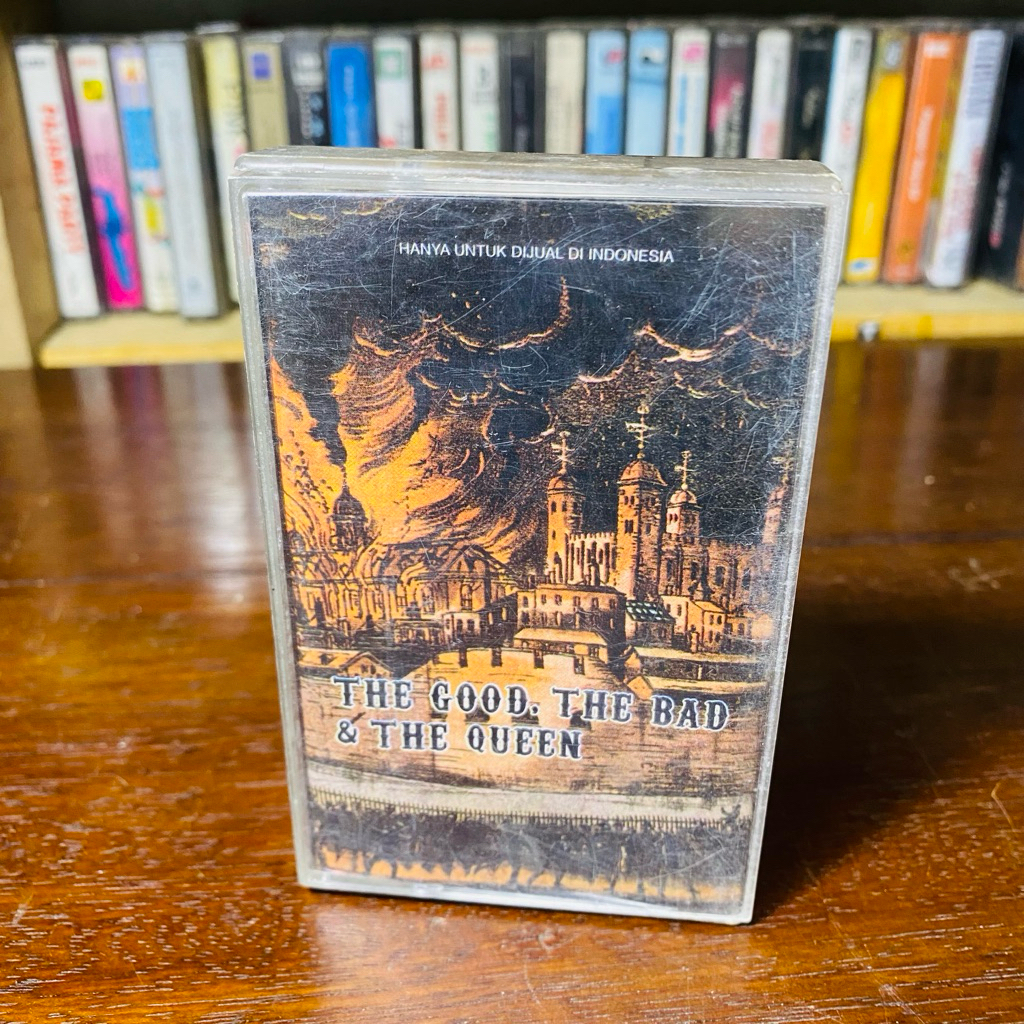 HANYA UNTUK DIJUAL DI INDONESIA
THE GOOD, THE BAD
& THE QUEEN